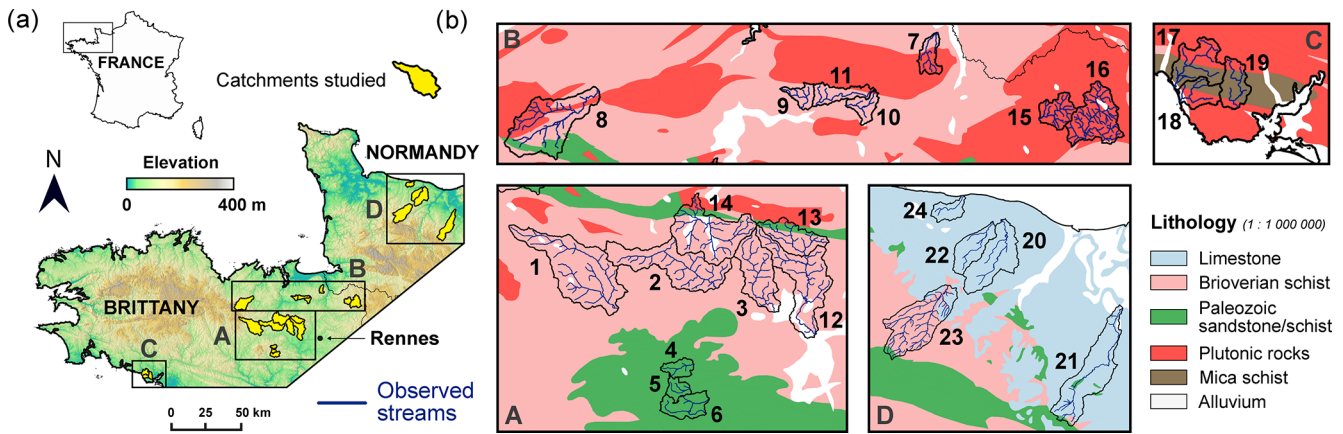 (a)
FRANCE
Catchments studied
N
Elevation
0 400 m
NORMANDY
D
BRITTANY
B
A
C
Rennes
Observed streams
0 25 50 km
(b)
B
7
8
9
11
10
15
16
17
19
C
18
14
13
1
2
3
12
4
5
6
A
24
22
20
23
21
D
Lithology (1 : 1 000 000)
Limestone
Brioverian schist
Paleozoic
sandstone/schist
Plutonic rocks
Mica schist
Alluvium